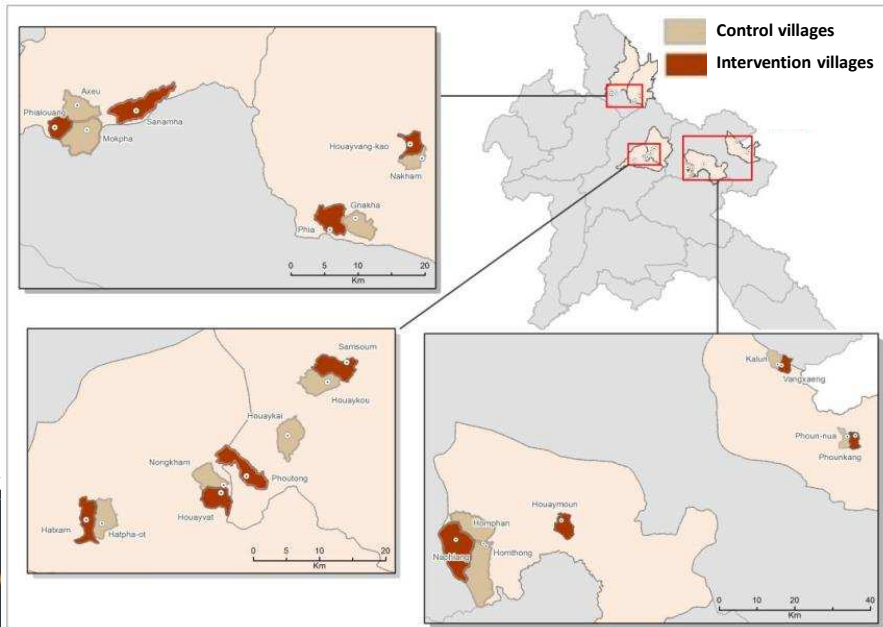 Control villages
Intervention villages
Axeu
Phialouang
Sanamha
Mokpha
Houayvang-kao
Nakham
Gnakha
Phia
0 5 10 20
Km
Samsoum
Houaykou
Houaykai
Nongkham
Phoutong
Houayvat
Hatxam
Hatpha-ot
0 5 10 20
Km
Kalun
Vangxaeng
Phoun-nua
Phounkang
Houaymoun
Homphan
Nachiang
Homthong
0 10 20 40
Km